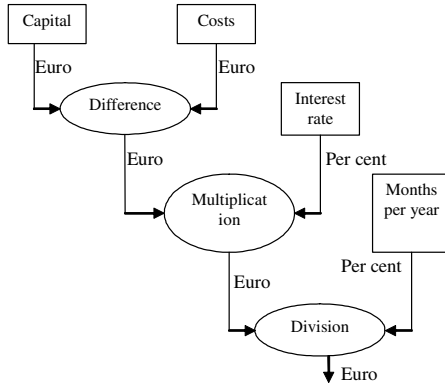 Capital
Costs
Euro
Euro
Difference
Interest
rate
Euro
Per cent
Multiplicat
ion
Months
per year
Per cent
Euro
Division
Euro